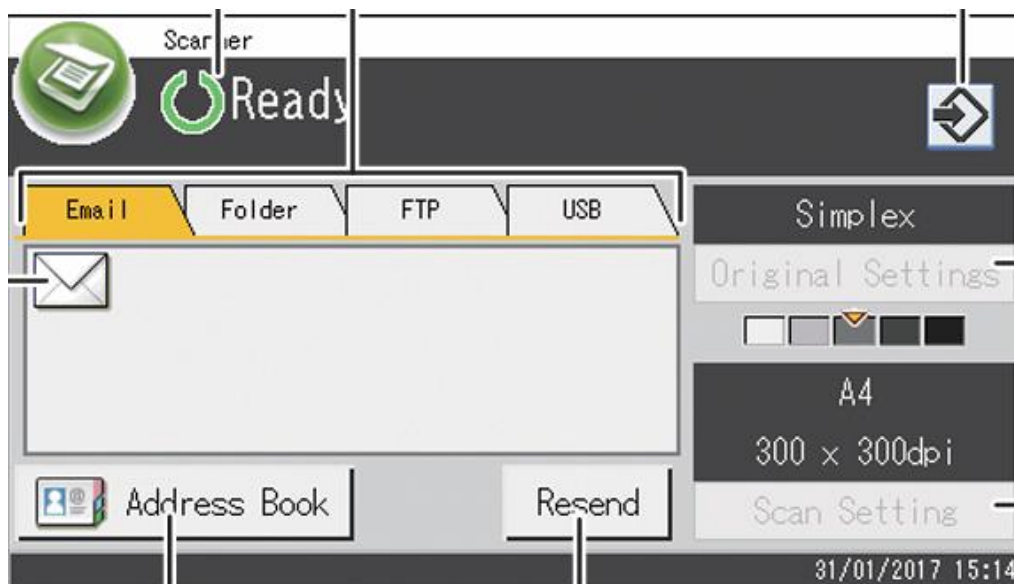 Scanner
Ready
Email Folder FTP USB
Simplex
Original Settings
A4
300 x 300dpi
Address Book Resend Scan Setting
31/01/2017 15:14